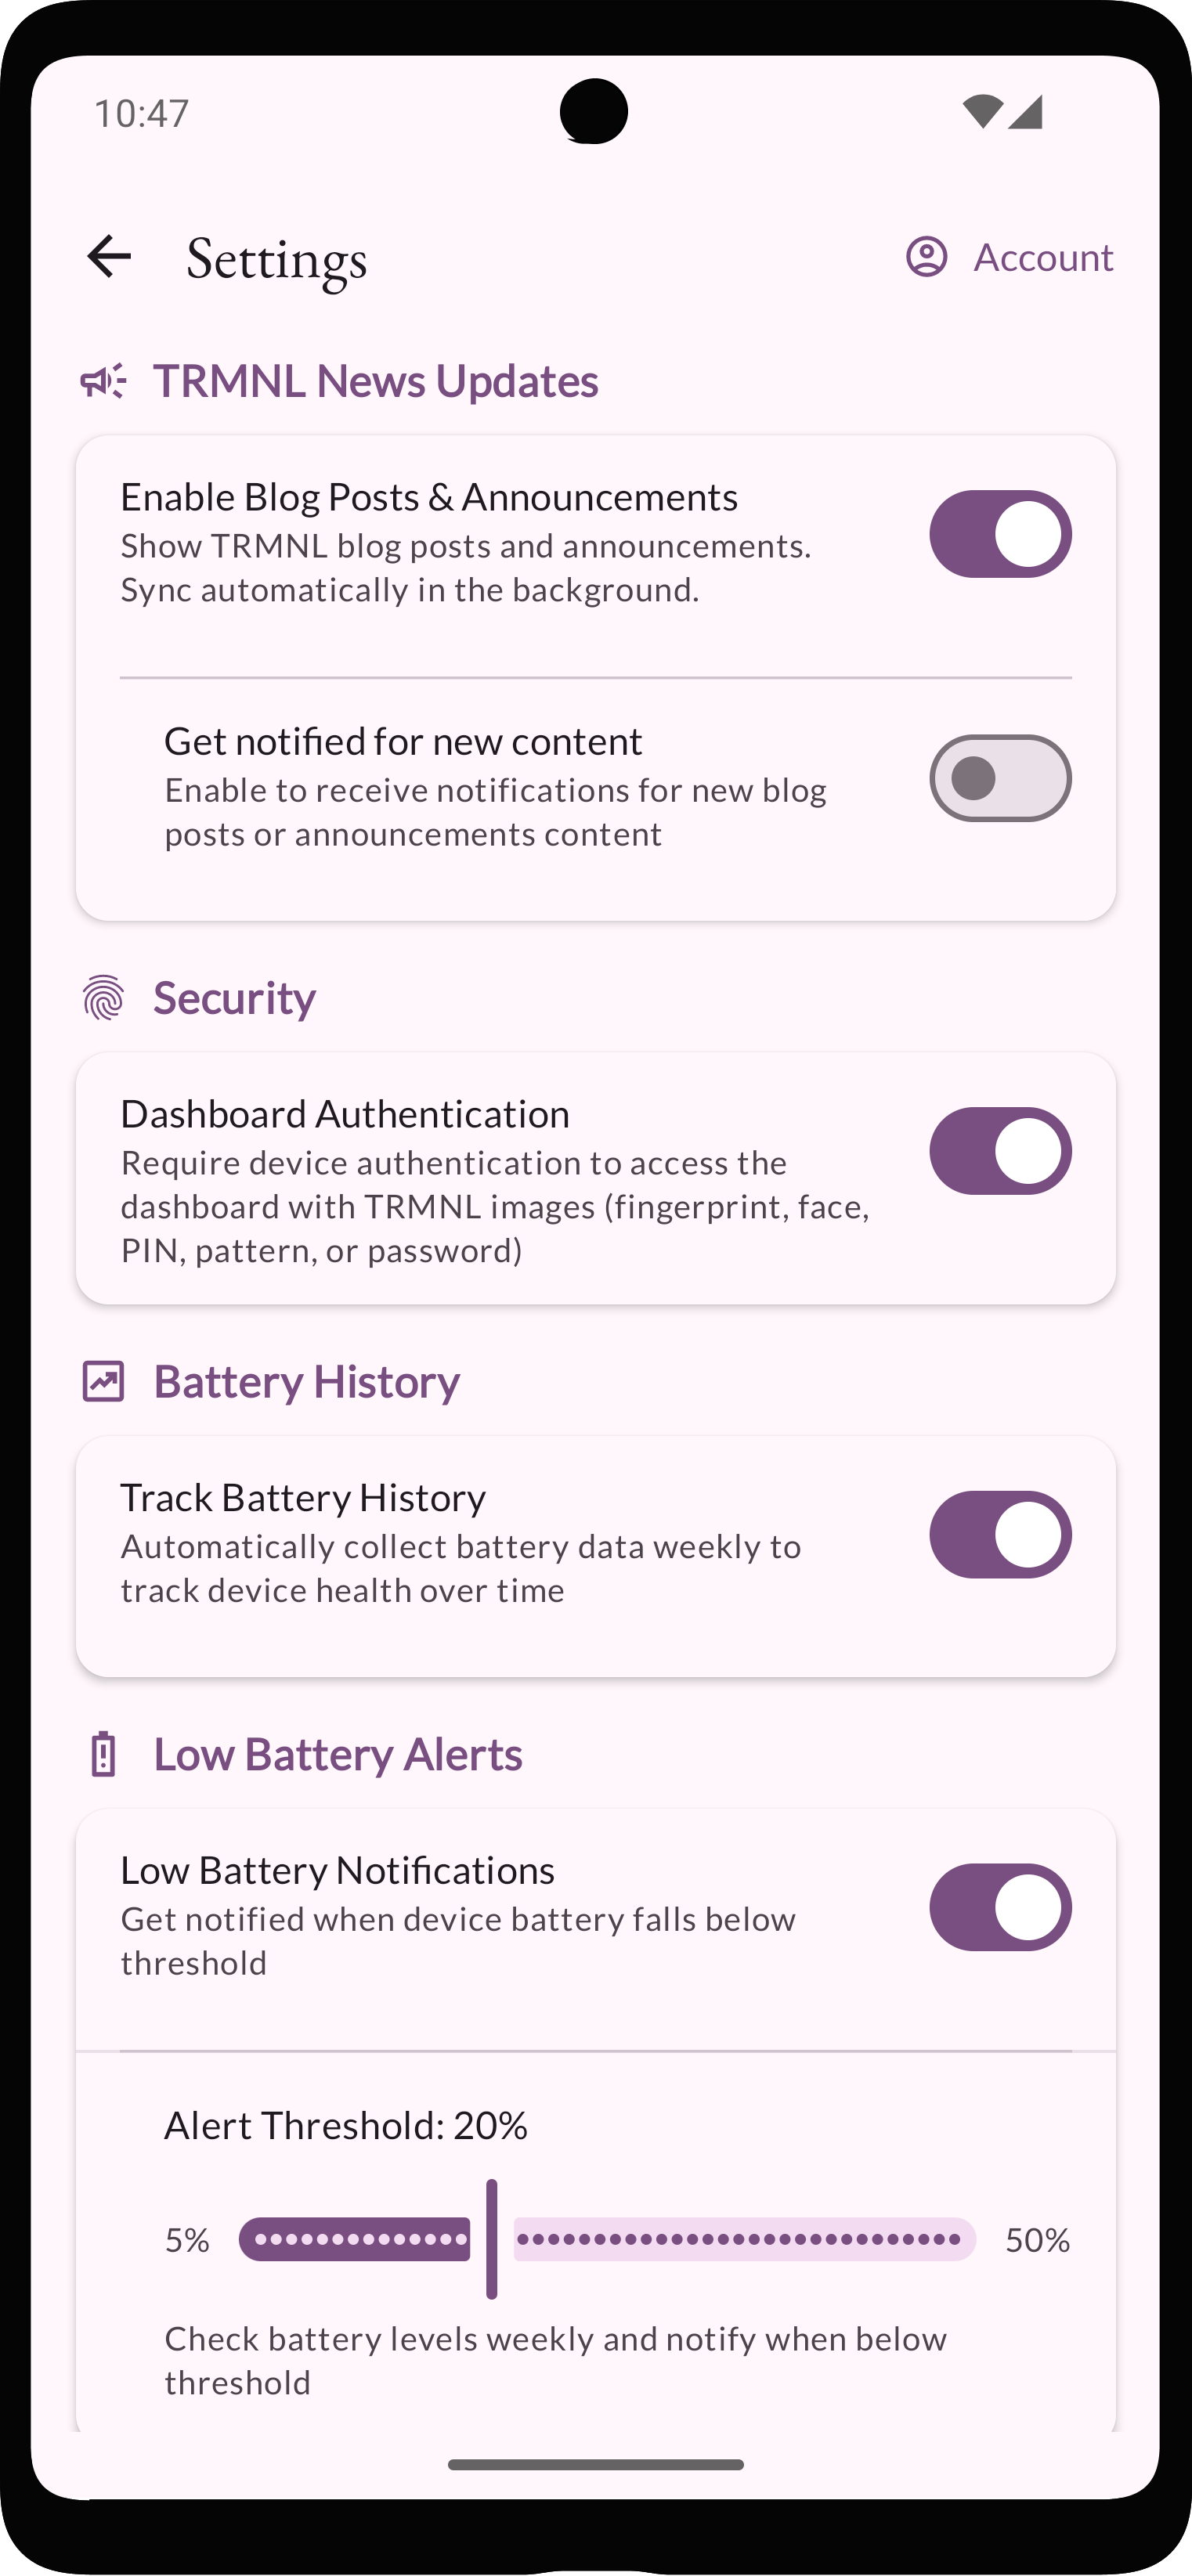 10:47
Settings
Account
TRMNL News Updates
Enable Blog Posts & Announcements
Show TRMNL blog posts and announcements.
Sync automatically in the background.
Get notified for new content
Enable to receive notifications for new blog
posts or announcements content
Security
Dashboard Authentication
Require device authentication to access the
dashboard with TRMNL images (fingerprint, face,
PIN, pattern, or password)
Battery History
Track Battery History
Automatically collect battery data weekly to
track device health over time
Low Battery Alerts
Low Battery Notifications
Get notified when device battery falls below
threshold
Alert Threshold: 20%
5%
50%
Check battery levels weekly and notify when below
threshold